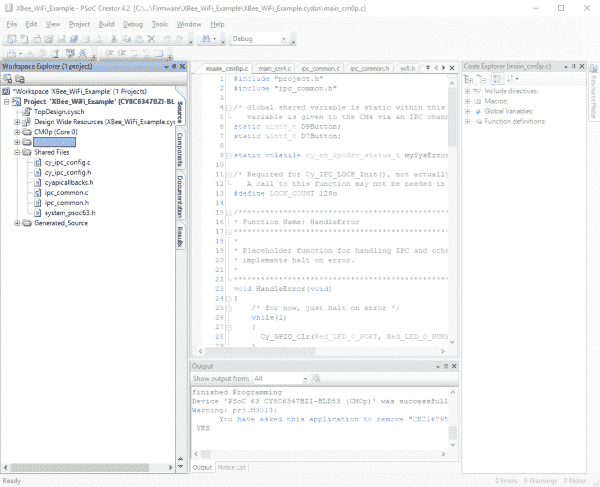 XBee_WiFi_Example - PSoC Creator 4.2 [C:\...\Firmware\XBee_WiFi_Example\XBee_WiFi_Example.cydsn\main_cm0p.c]
File Edit View Project Build Debug Tools Window Help
Debug
Workspace Explorer (1 project)
"Workspace 'XBee_WiFi_Example' (1 Projects)
Project 'XBee_WiFi_Example' [CY8C6347BZI-
TopDesign.cysch
Design Wide Resources (XBee_WiFi_Example.cy
CM0p (Core 0)
Shared Files
cy_ipc_config.c
cy_ipc_config.h
cyapicallbacks.h
ipc_common.c
ipc_common.h
system_psoc63.h
Generated_Source
Source
Components
Documentation
Results
main_cm0p.c main_cm4.c ipc_common.c ipc_common.h wifi.h
1 #include "project.h"
2 #include "ipc_common.h"
3
4 /* Global shared variable is static within this
5 variable is given to the CM4 via an IPC chan
6 static uint8_t D9Button;
7 static uint8_t D7Button;
8
9 static volatile cy_en_ipcdrv_status_t mySysError
10
11 /* Required for Cy_IPC_LOCK_Init(), not actually
12 A call to this function may not be needed in
13 #define LOCK_COUNT 128u
14
15 /***********************************************
16 * Function Name: HandleError
17 ************************************************
18 *
19 * Placeholder function for handling IPC and othe
20 * implements halt on error.
21 *
22 ************************************************
23 void HandleError(void)
24 {
25 /* for now, just halt on error */
26 while(1)
27 {
28 Cy_GPIO_Clr(Red_LED_0_PORT, Red_LED_0_NUM)
Code Explorer (main_cm0p.c)
Include directives:
Macros:
Global Variables:
Function definitions:
Output
Show output from: All
Finished Programming
Device 'PSoC 63 CY8C6347BZI-BLD53 (CM0p)' was successfull
Warning: prj.M0013:
You have asked this application to remove
YES
Output Notice List
Ready
0 Errors 9 Warnings 0 Notes